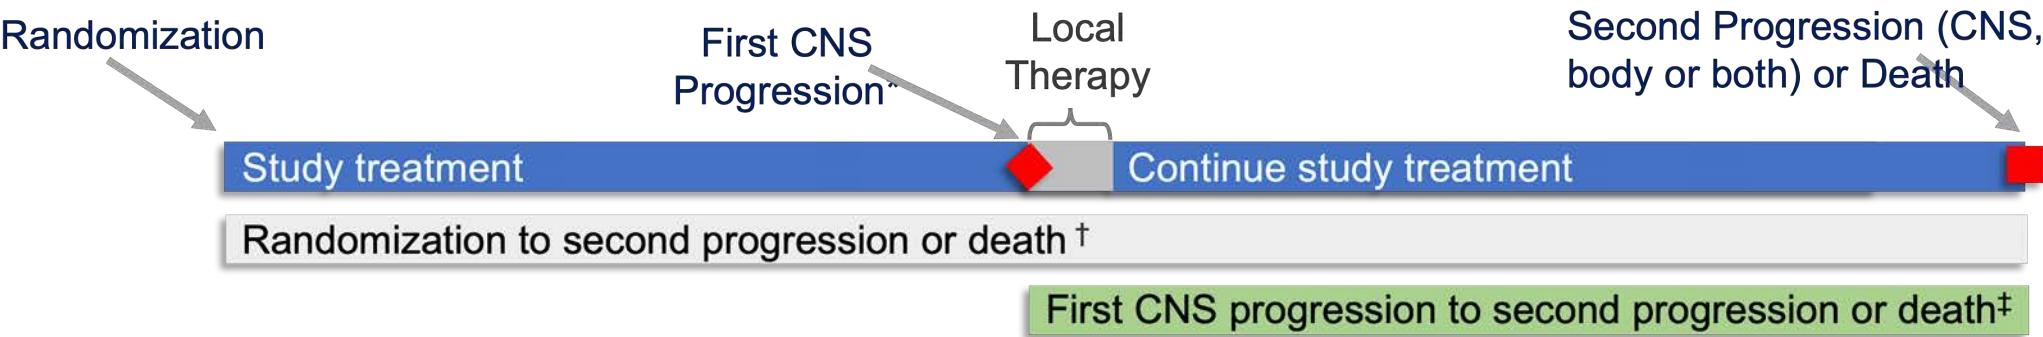 Randomization
First CNS
Progression*
Local
Therapy
Second Progression (CNS,
body or both) or Death
Study treatment
Continue study treatment
Randomization to second progression or death †
First CNS progression to second progression or death‡